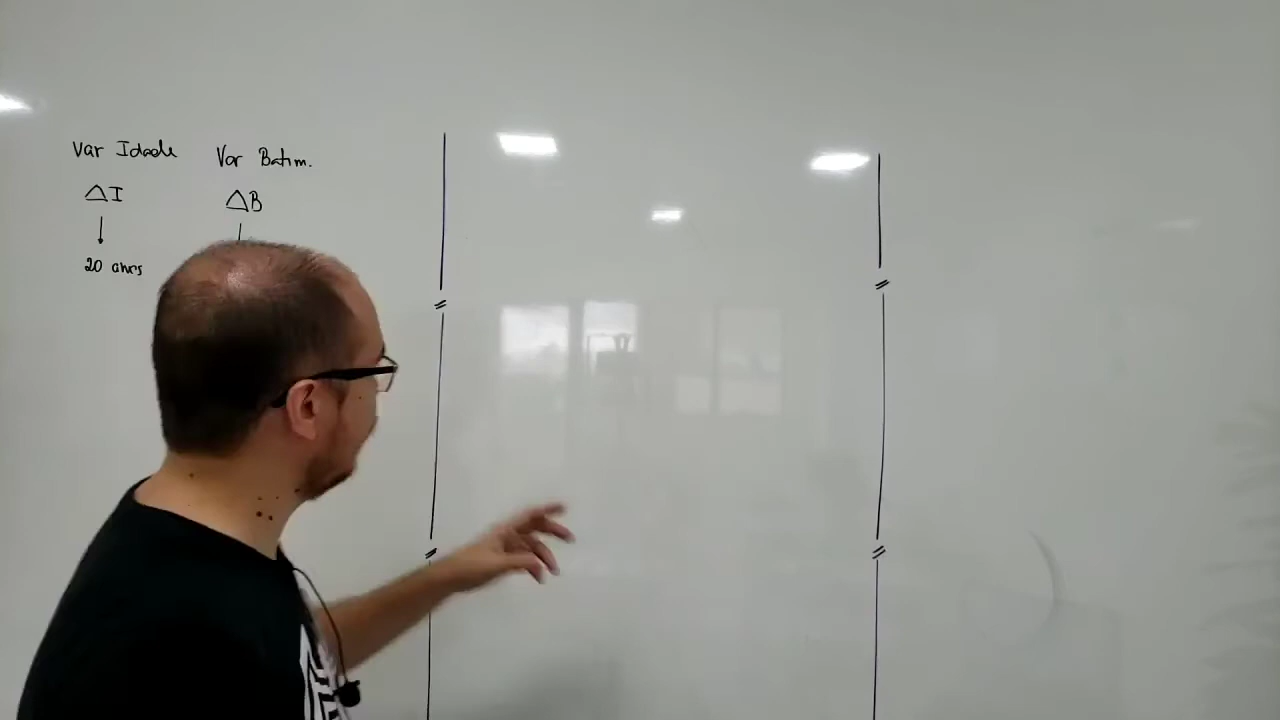 Var Idade Var Batim.
ΔI ΔB
20 anos